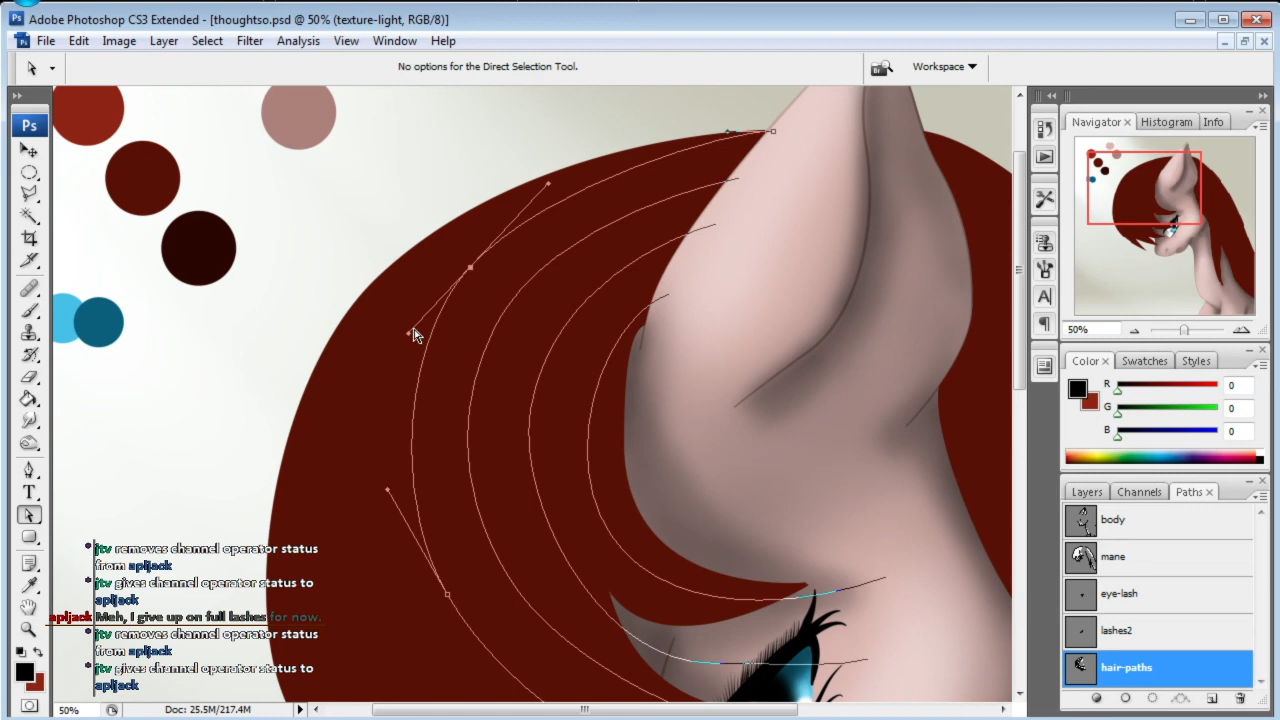 Ps Adobe Photoshop CS3 Extended - [thoughtso.psd @ 50% (texture-light, RGB/8)]
Ps File Edit Image Layer Select Filter Analysis View Window Help
No options for the Direct Selection Tool.
Br Workspace
Ps
Navigator Histogram Info
50%
Color Swatches Styles
R 0
G 0
B 0
Layers Channels Paths
body
mane
eye-lash
lashes2
hair-paths
jtv removes channel operator status
from apljack
jtv gives channel operator status to
apljack
apljack Meh, I give up on full lashes for now.
jtv removes channel operator status
from apljack
jtv gives channel operator status to
apljack
50% Doc: 25.5M/217.4M